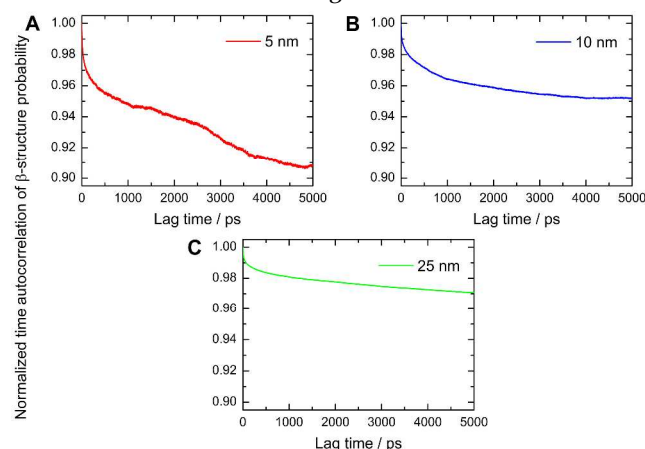 Normalized time autocorrelation of β-structure probability
A
5 nm
1.00
0.98
0.96
0.94
0.92
0.90
0 1000 2000 3000 4000 5000
Lag time / ps
B
10 nm
1.00
0.98
0.96
0.94
0.92
0.90
0 1000 2000 3000 4000 5000
Lag time / ps
C
25 nm
1.00
0.98
0.96
0.94
0.92
0.90
0 1000 2000 3000 4000 5000
Lag time / ps